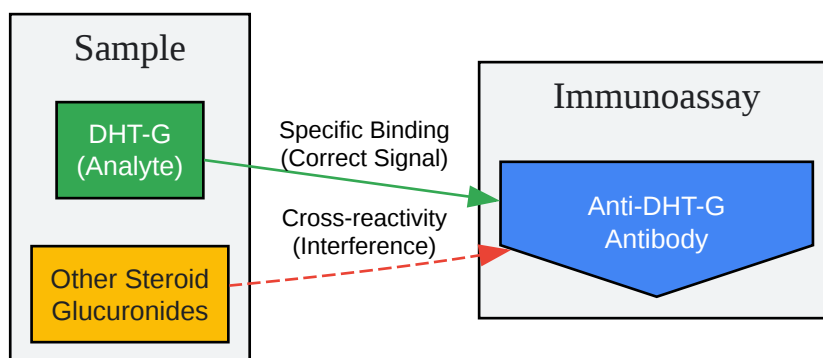 Sample
DHT-G
(Analyte)
Other Steroid
Glucuronides
Specific Binding
(Correct Signal)
Cross-reactivity
(Interference)
Immunoassay
Anti-DHT-G
Antibody